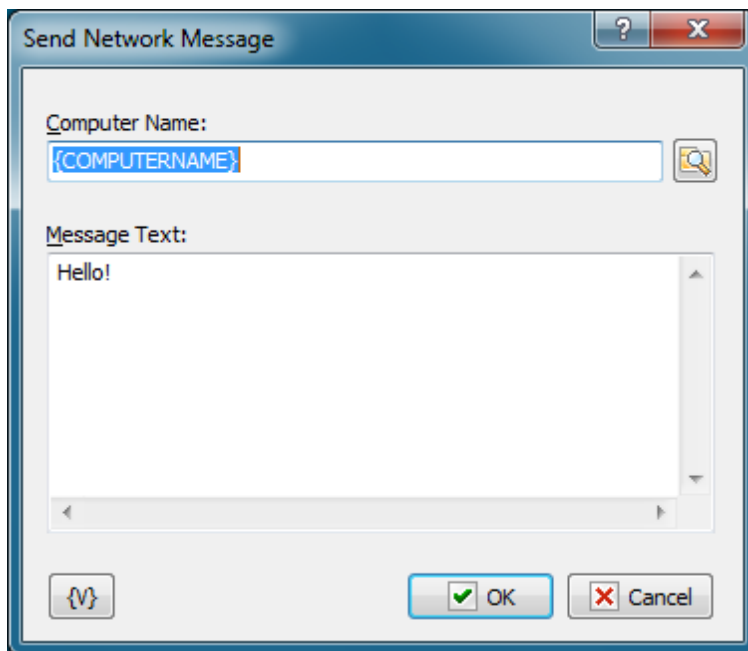 Send Network Message
?
Computer Name:
{COMPUTERNAME}
Message Text:
Hello!
{V}
OK
Cancel